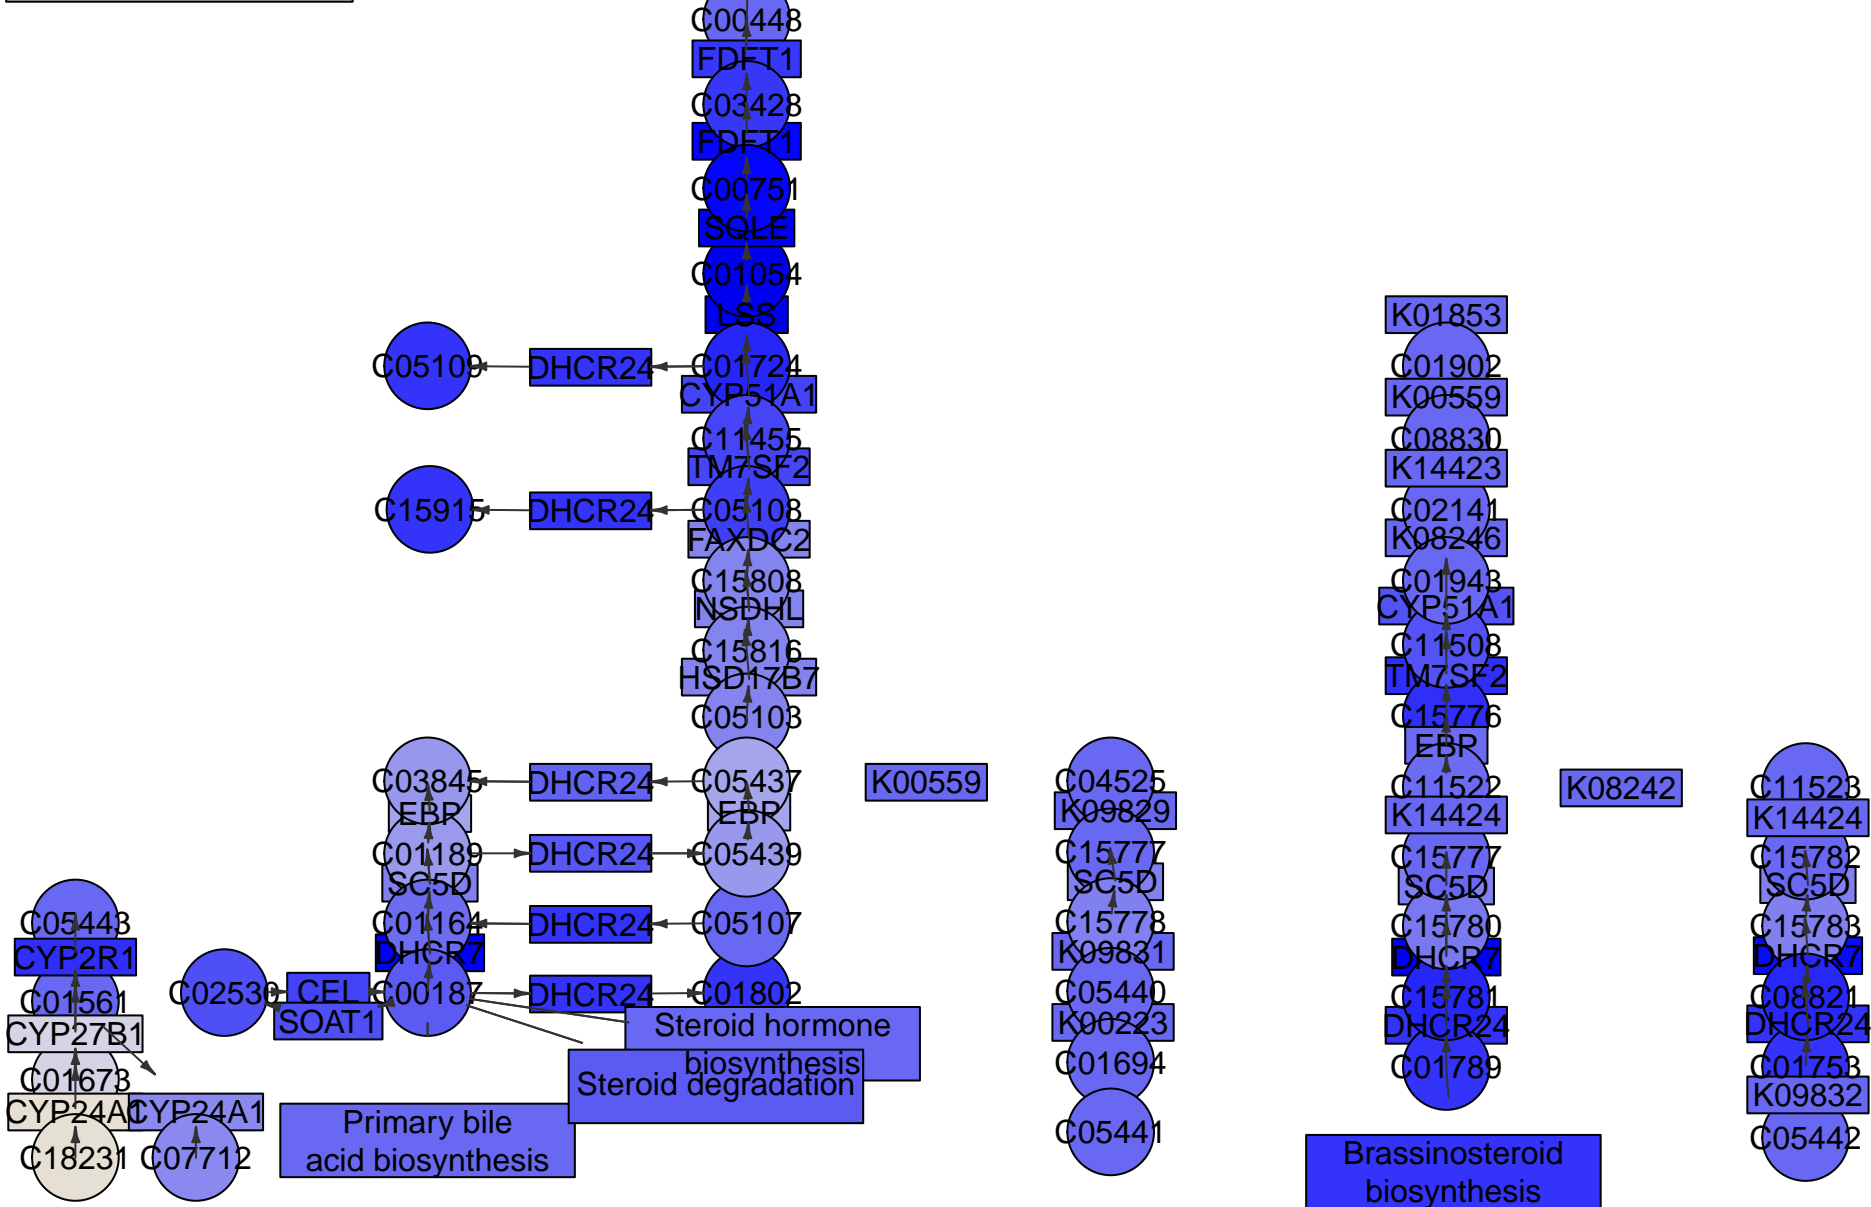 C00448
FDFT1
C03428
FDFT1
C00751
SQLE
C01054
LSS
K01853
C05109
DHCR24
C01724
C01902
CYP51A1
K00559
C11455
C08830
TM7SF2
K14423
C15915
DHCR24
C05108
C02141
FAXDC2
K08246
C15808
C01943
NSDHL
CYP51A1
C15816
C11508
HSD17B7
TM7SF2
C05103
C15776
EBP
C03845
DHCR24
C05437
K00559
C04525
C11522
K08242
C11523
EBP
EBP
K09829
K14424
K14424
C01189
DHCR24
C05439
C15777
C15777
C15782
SC5D
SC5D
SC5D
SC5D
C05443
C01164
DHCR24
C05107
C15778
C15780
C15783
CYP2R1
DHCR7
K09831
DHCR7
DHCR7
C01561
C02530
CEL
C00187
DHCR24
C01802
C05440
C15781
C08821
SOAT1
CYP27B1
Steroid hormone
biosynthesis
K00223
DHCR24
DHCR24
C01673
Steroid degradation
C01694
C01789
C01753
CYP24A1
CYP24A1
K09832
Primary bile
acid biosynthesis
C05441
C05442
C18231
C07712
Brassinosteroid
biosynthesis